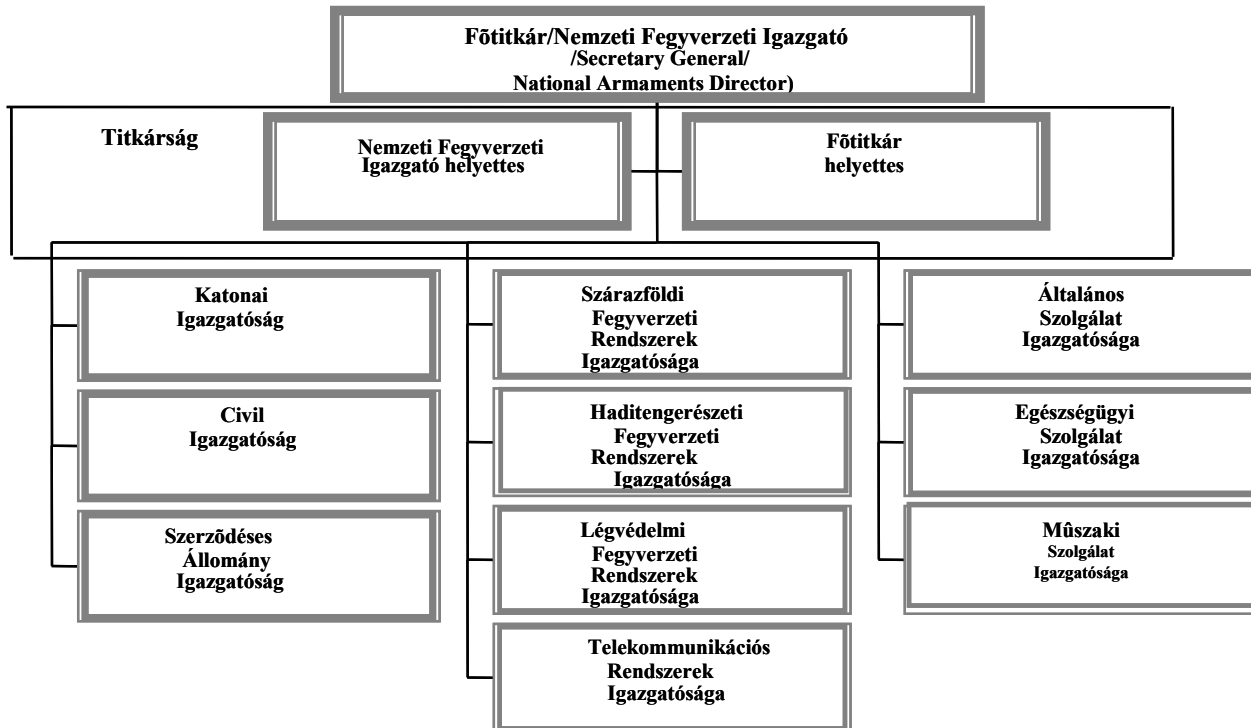 Fõtitkár/Nemzeti Fegyverzeti Igazgató
/Secretary General/
National Armaments Director)
Titkárság
Nemzeti Fegyverzeti
Igazgató helyettes
Fõtitkár
helyettes
Katonai
Igazgatóság
Civil
Igazgatóság
Szerzõdéses
Állomány
Igazgatóság
Szárazföldi
Fegyverzeti
Rendszerek
Igazgatósága
Haditengerészeti
Fegyverzeti
Rendszerek
Igazgatósága
Légvédelmi
Fegyverzeti
Rendszerek
Igazgatósága
Telekommunikációs
Rendszerek
Igazgatósága
Általános
Szolgálat
Igazgatósága
Egészségügyi
Szolgálat
Igazgatósága
Mûszaki
Szolgálat
Igazgatósága